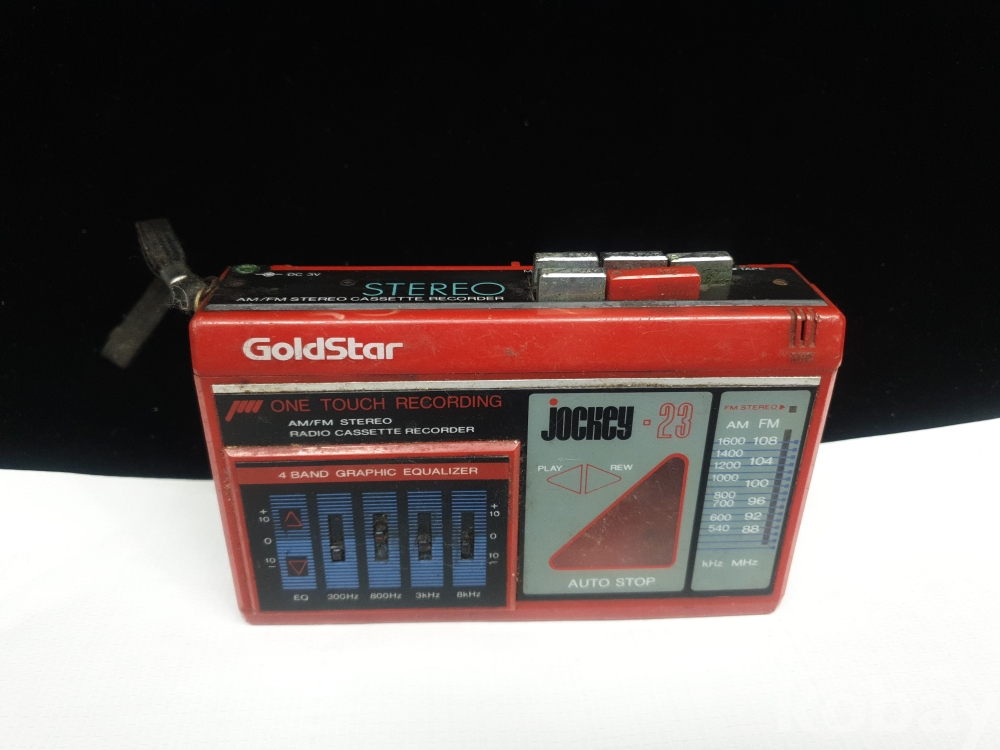 DC 3V
STEREO
TAPE
AM/FM STEREO CASSETTE RECORDER
GoldStar
ONE TOUCH RECORDING
AM/FM STEREO
RADIO CASSETTE RECORDER
4 BAND GRAPHIC EQUALIZER
+ +
10 10
0 0
10 10
- -
EQ 300Hz 800Hz 3kHz 8kHz
jockey - 23
PLAY REW
AUTO STOP
FM STEREO ▶
AM FM
1600 108
1400
1200 104
1000 100
800
700 96
600 92
540 88
kHz MHz
kobay